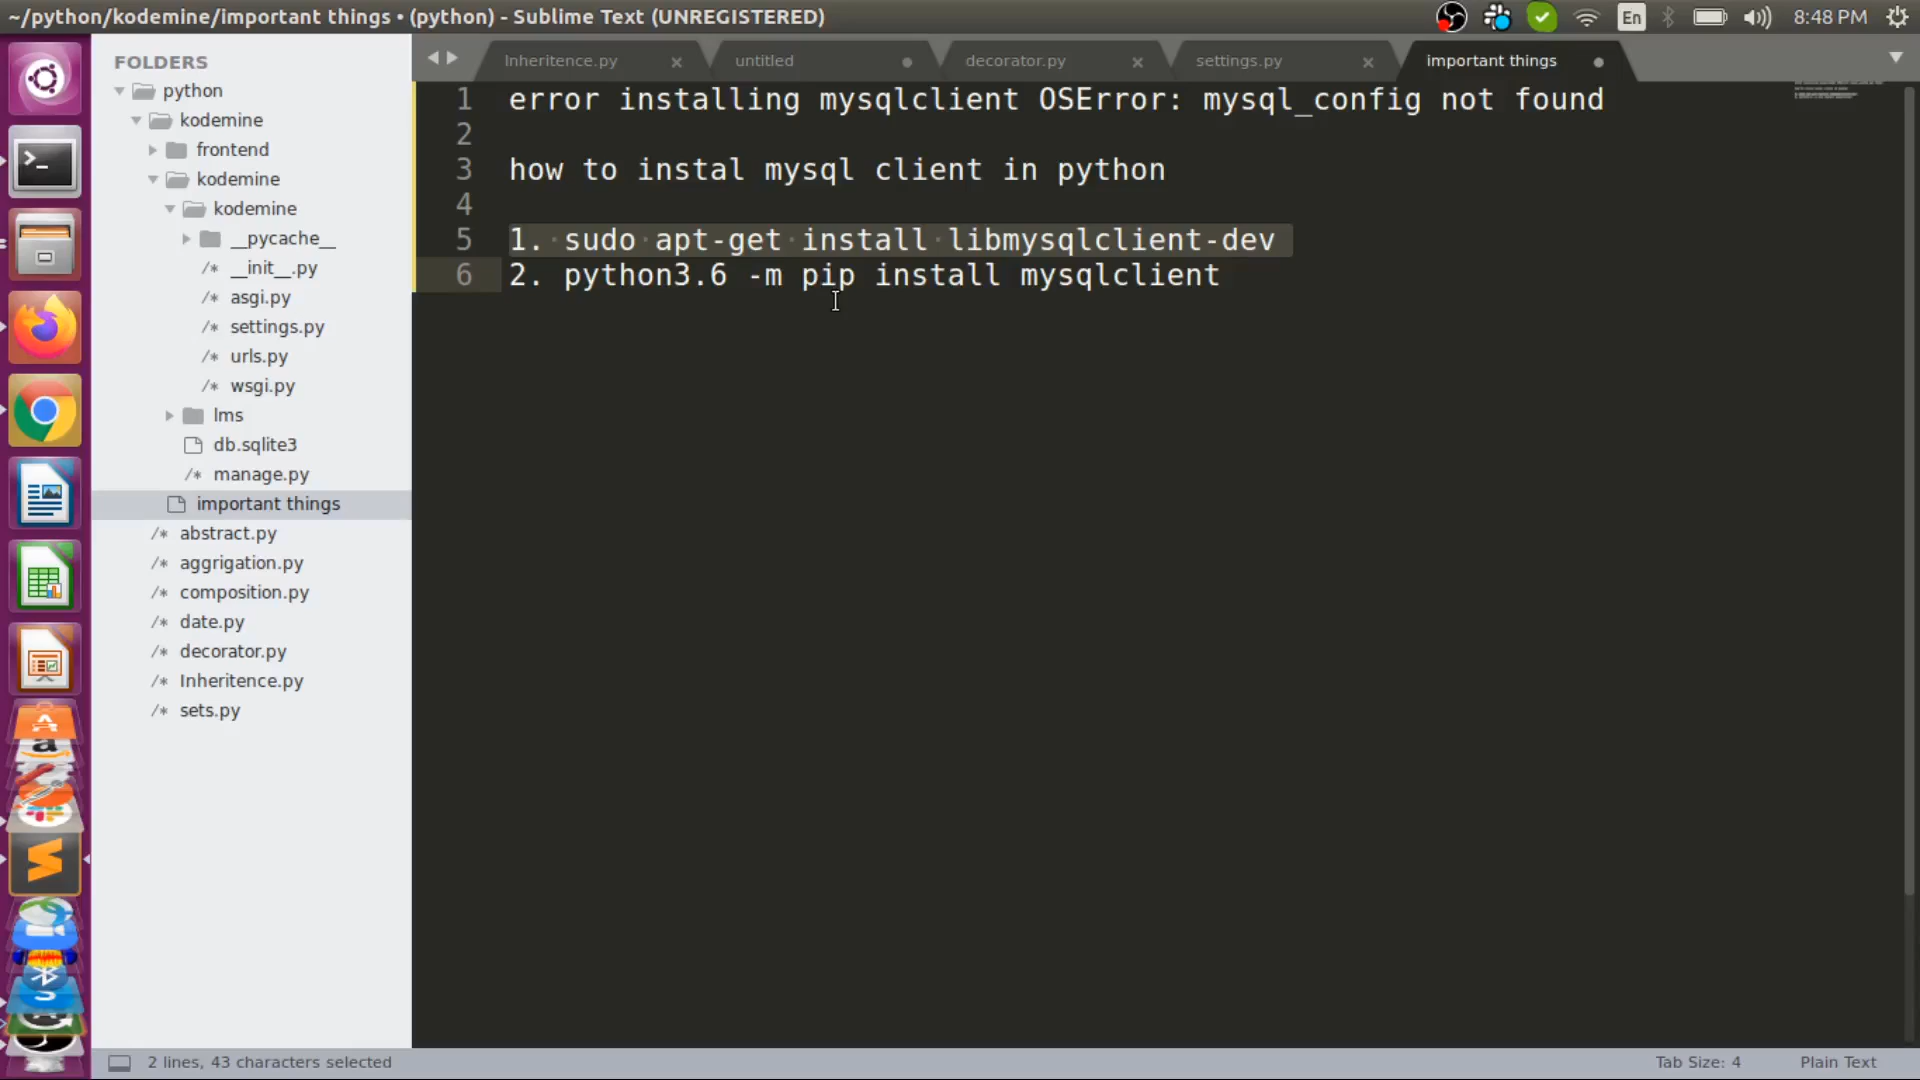 ~/python/kodemine/important things • (python) - Sublime Text (UNREGISTERED)
En
8:48 PM
FOLDERS
python
kodemine
frontend
kodemine
kodemine
__pycache__
/* __init__.py
/* asgi.py
/* settings.py
/* urls.py
/* wsgi.py
lms
db.sqlite3
/* manage.py
important things
/* abstract.py
/* aggrigation.py
/* composition.py
/* date.py
/* decorator.py
/* Inheritence.py
/* sets.py
Inheritence.py
untitled
decorator.py
settings.py
important things
1 error installing mysqlclient OSError: mysql_config not found
2
3 how to instal mysql client in python
4
5 1. sudo apt-get install libmysqlclient-dev
6 2. python3.6 -m pip install mysqlclient
2 lines, 43 characters selected
Tab Size: 4
Plain Text